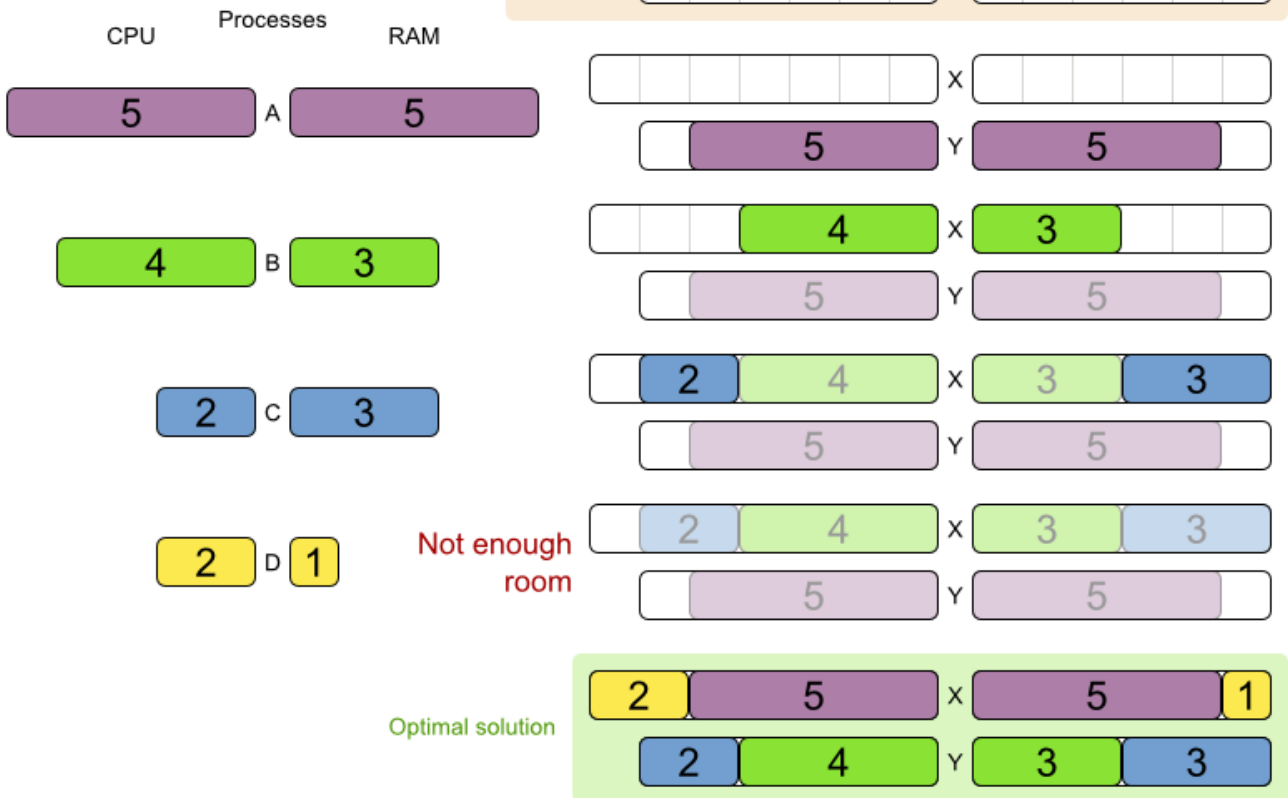 Processes
CPU RAM
X
5 A 5
5 Y 5
4 X 3
4 B 3
5 Y 5
2 4 X 3 3
2 C 3
5 Y 5
2 4 X 3 3
Not enough
room
2 D 1
5 Y 5
2 5 X 5 1
Optimal solution
2 4 Y 3 3